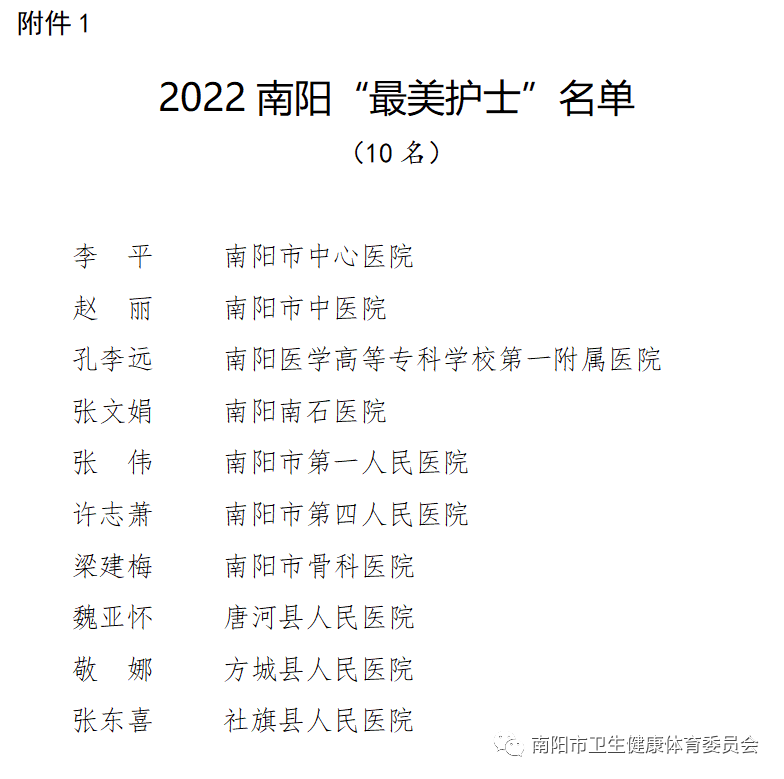 附件1
2022南阳“最美护士”名单
（10名）
李　平　南阳市中心医院
赵　丽　南阳市中医院
孔李远　南阳医学高等专科学校第一附属医院
张文娟　南阳南石医院
张　伟　南阳市第一人民医院
许志萧　南阳市第四人民医院
梁建梅　南阳市骨科医院
魏亚怀　唐河县人民医院
敬　娜　方城县人民医院
张东喜　社旗县人民医院
南阳市卫生健康体育委员会